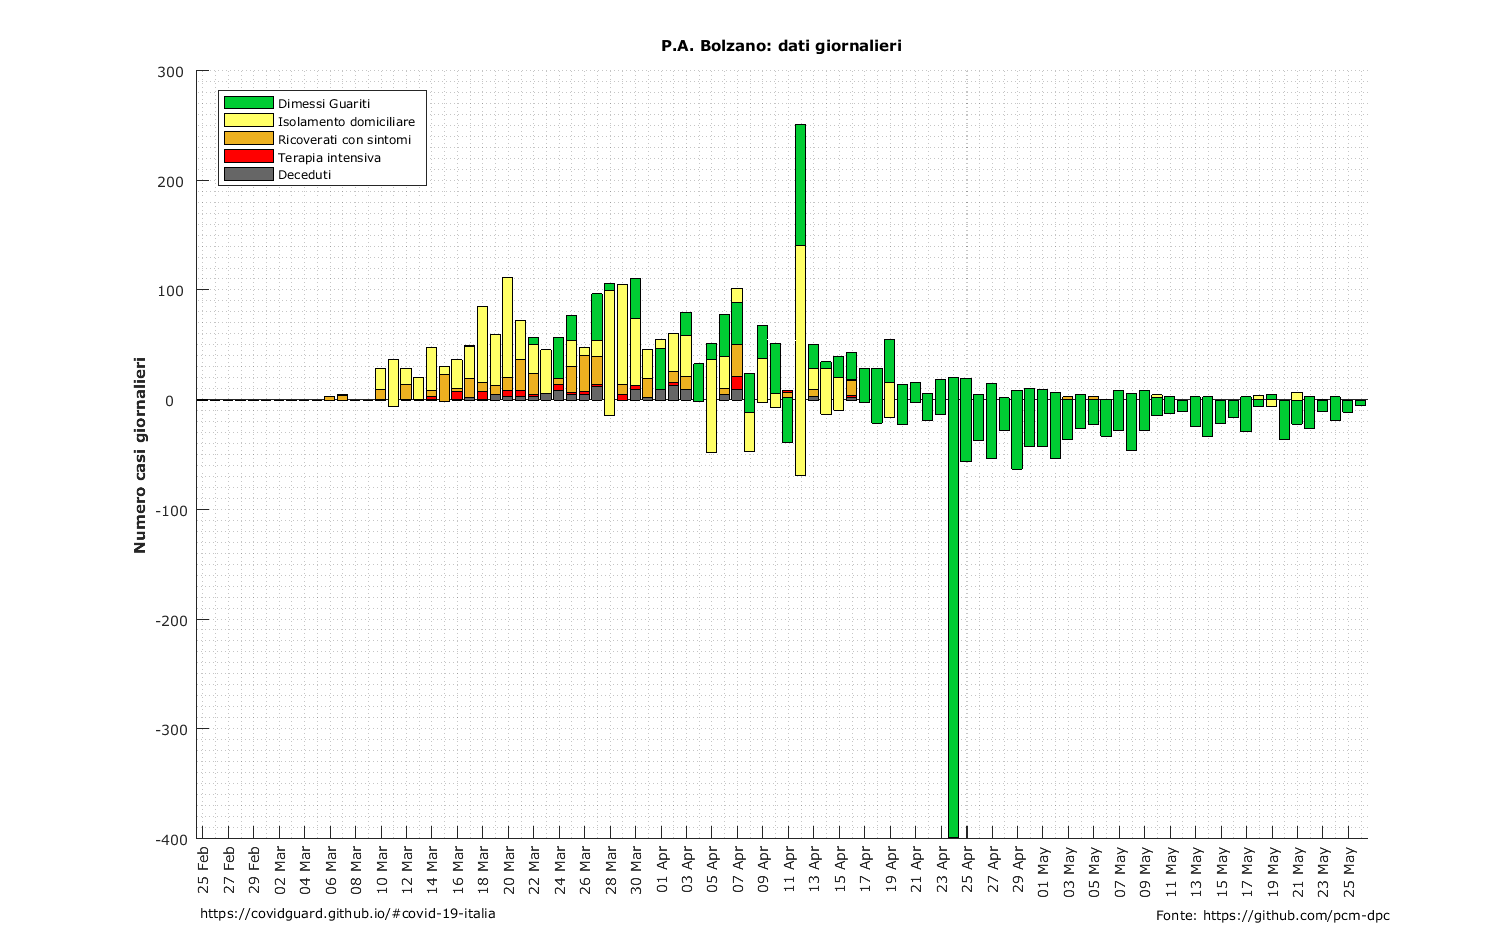 P.A. Bolzano: dati giornalieri
300
200
100
0
-100
-200
-300
-400
Numero casi giornalieri
Dimessi Guariti
Isolamento domiciliare
Ricoverati con sintomi
Terapia intensiva
Deceduti
25 Feb
27 Feb
29 Feb
02 Mar
04 Mar
06 Mar
08 Mar
10 Mar
12 Mar
14 Mar
16 Mar
18 Mar
20 Mar
22 Mar
24 Mar
26 Mar
28 Mar
30 Mar
01 Apr
03 Apr
05 Apr
07 Apr
09 Apr
11 Apr
13 Apr
15 Apr
17 Apr
19 Apr
21 Apr
23 Apr
25 Apr
27 Apr
29 Apr
01 May
03 May
05 May
07 May
09 May
11 May
13 May
15 May
17 May
19 May
21 May
23 May
25 May
https://covidguard.github.io/#covid-19-italia
Fonte: https://github.com/pcm-dpc